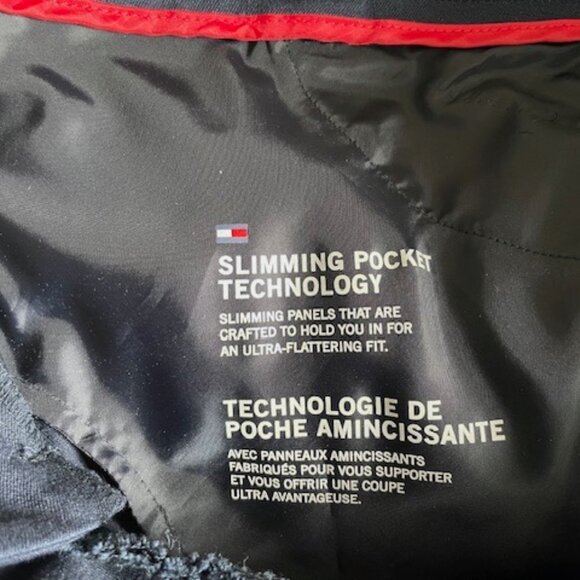 SLIMMING POCKET
TECHNOLOGY
SLIMMING PANELS THAT ARE
CRAFTED TO HOLD YOU IN FOR
AN ULTRA-FLATTERING FIT.
TECHNOLOGIE DE
POCHE AMINCISSANTE
AVEC PANNEAUX AMINCISSANTS
FABRIQUÉS POUR VOUS SUPPORTER
ET VOUS OFFRIR UNE COUPE
ULTRA AVANTAGEUSE.